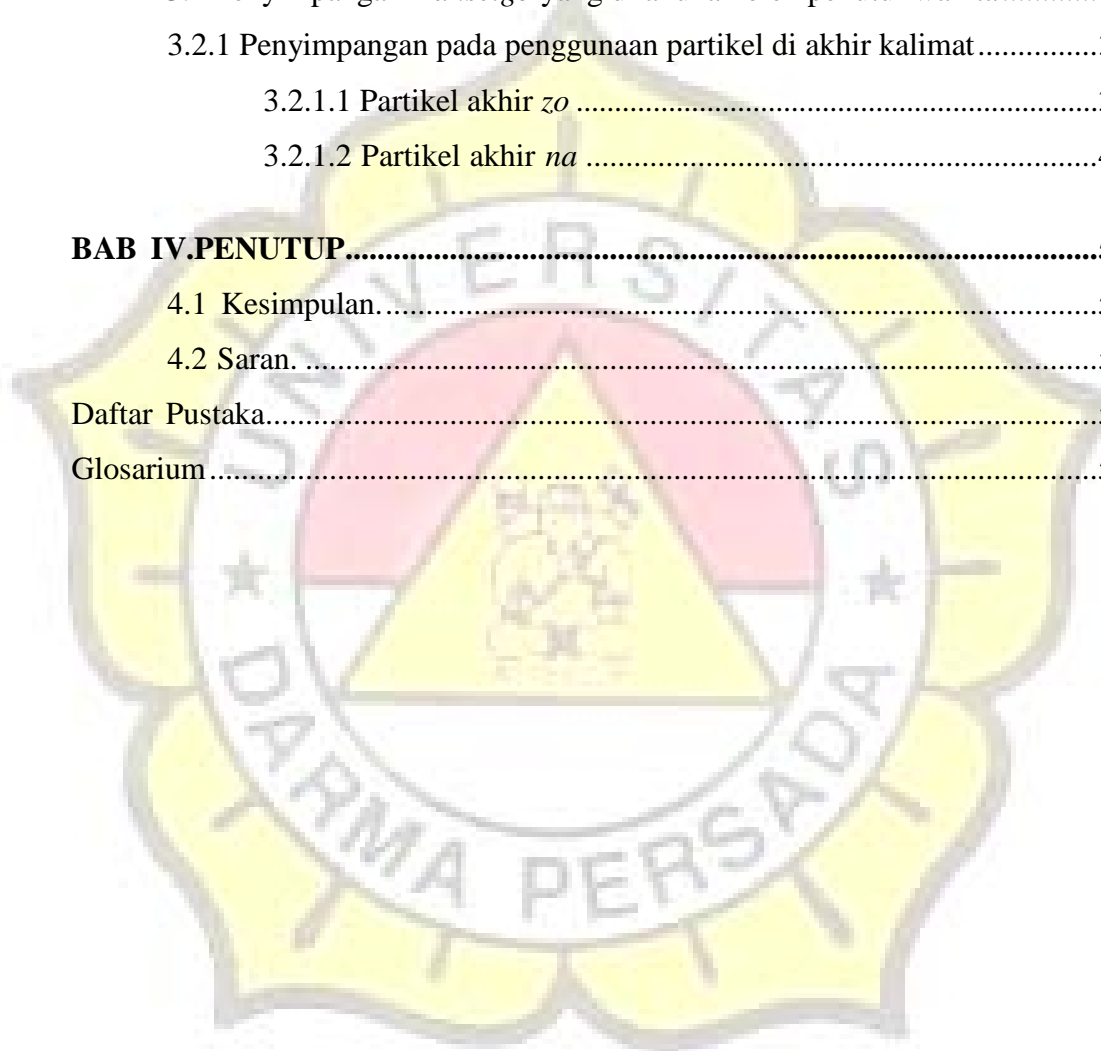 3.2.1 Penyimpangan pada penggunaan partikel di akhir kalimat...............
3.2.1.1 Partikel akhir zo ..........................................................
3.2.1.2 Partikel akhir na .........................................................
BAB IV.PENUTUP...................................................................................
4.1 Kesimpulan................................................................................
4.2 Saran. .......................................................................................
Daftar Pustaka...........................................................................................
Glosarium..................................................................................................
UNIVERSITAS
DARMA PERSADA